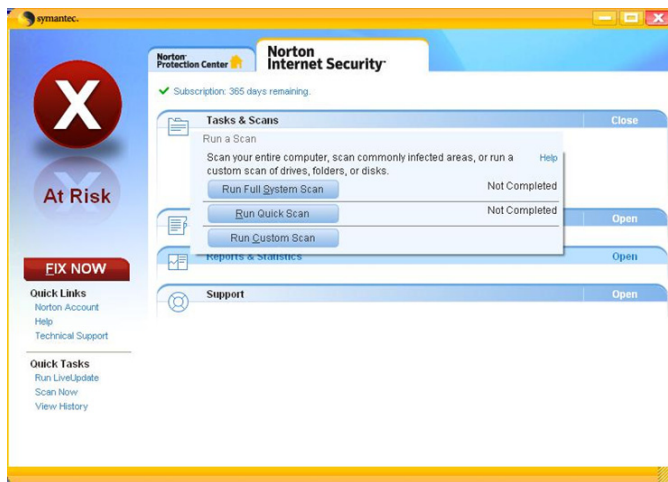 symantec.
Norton
Protection Center
Norton
Internet Security
Subscription: 365 days remaining.
X
X
At Risk
FIX NOW
Quick Links
Norton Account
Help
Technical Support
Quick Tasks
Run LiveUpdate
Scan Now
View History
Tasks & Scans Close
Run a Scan
Scan your entire computer, scan commonly infected areas, or run a Help
custom scan of drives, folders, or disks.
Run Full System Scan Not Completed
Run Quick Scan Not Completed
Run Custom Scan
Open
Reports & Statistics Open
Support Open